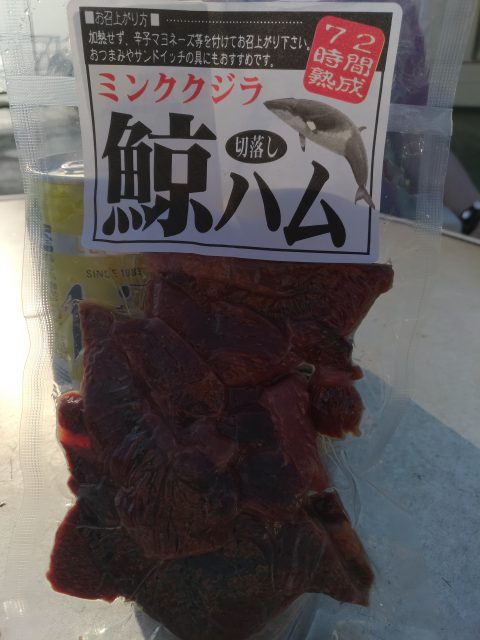 ■お召上がり方■
加熱せず、辛子マヨネーズ等を付けてお召上がり下さい。
おつまみやサンドイッチの具にもおすすめです。
72
時間
熟成
ミンククジラ
鯨
切落し
ハム
SINCE 19